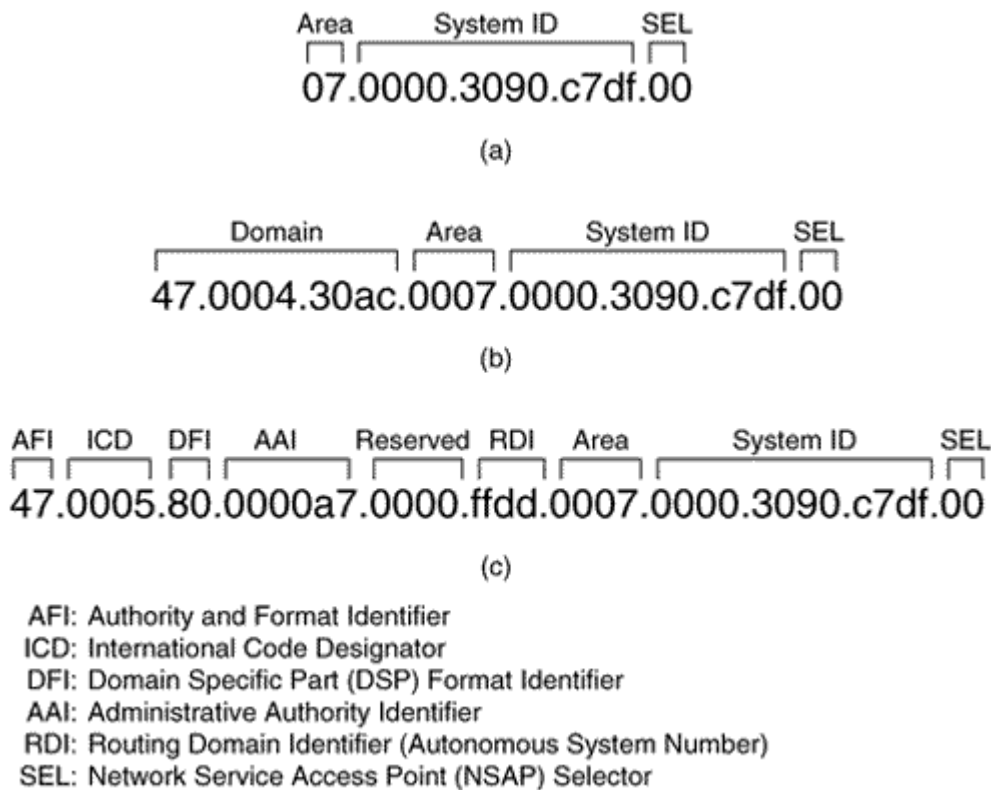 Area System ID SEL
07.0000.3090.c7df.00
(a)
Domain Area System ID SEL
47.0004.30ac.0007.0000.3090.c7df.00
(b)
AFI ICD DFI AAI Reserved RDI Area System ID SEL
47.0005.80.0000a7.0000.ffdd.0007.0000.3090.c7df.00
(c)
AFI: Authority and Format Identifier
ICD: International Code Designator
DFI: Domain Specific Part (DSP) Format Identifier
AAI: Administrative Authority Identifier
RDI: Routing Domain Identifier (Autonomous System Number)
SEL: Network Service Access Point (NSAP) Selector